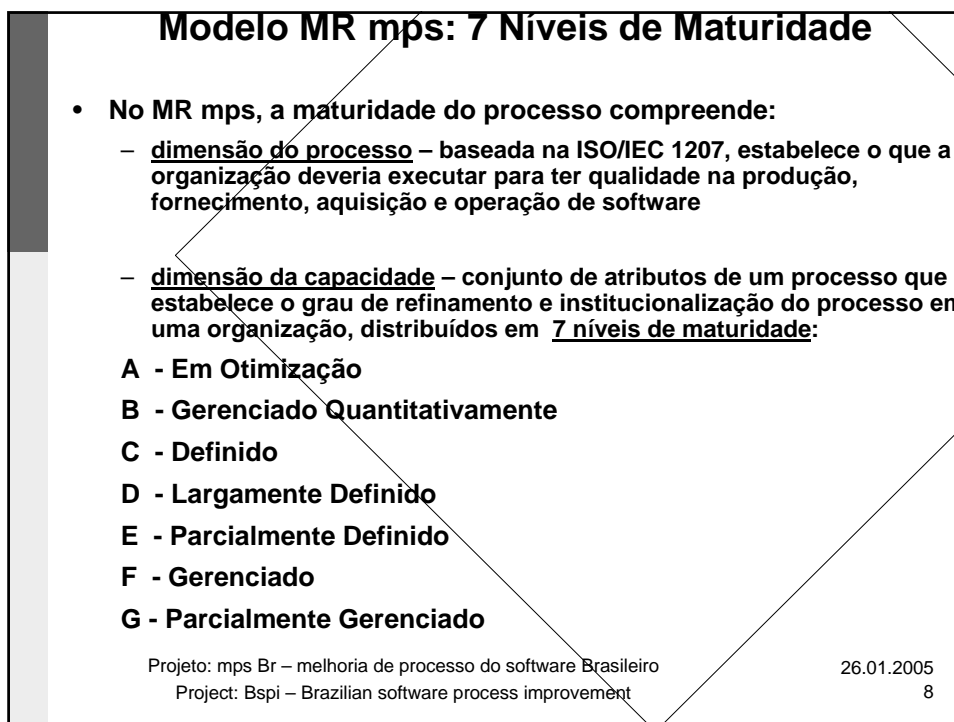 Modelo MR mps: 7 Níveis de Maturidade
• No MR mps, a maturidade do processo compreende:
– dimensão do processo – baseada na ISO/IEC 1207, estabelece o que a
organização deveria executar para ter qualidade na produção,
fornecimento, aquisição e operação de software
– dimensão da capacidade – conjunto de atributos de um processo que
estabelece o grau de refinamento e institucionalização do processo em
uma organização, distribuídos em 7 níveis de maturidade:
A - Em Otimização
B - Gerenciado Quantitativamente
C - Definido
D - Largamente Definido
E - Parcialmente Definido
F - Gerenciado
G - Parcialmente Gerenciado
Projeto: mps Br – melhoria de processo do software Brasileiro
26.01.2005
Project: Bspi – Brazilian software process improvement
8